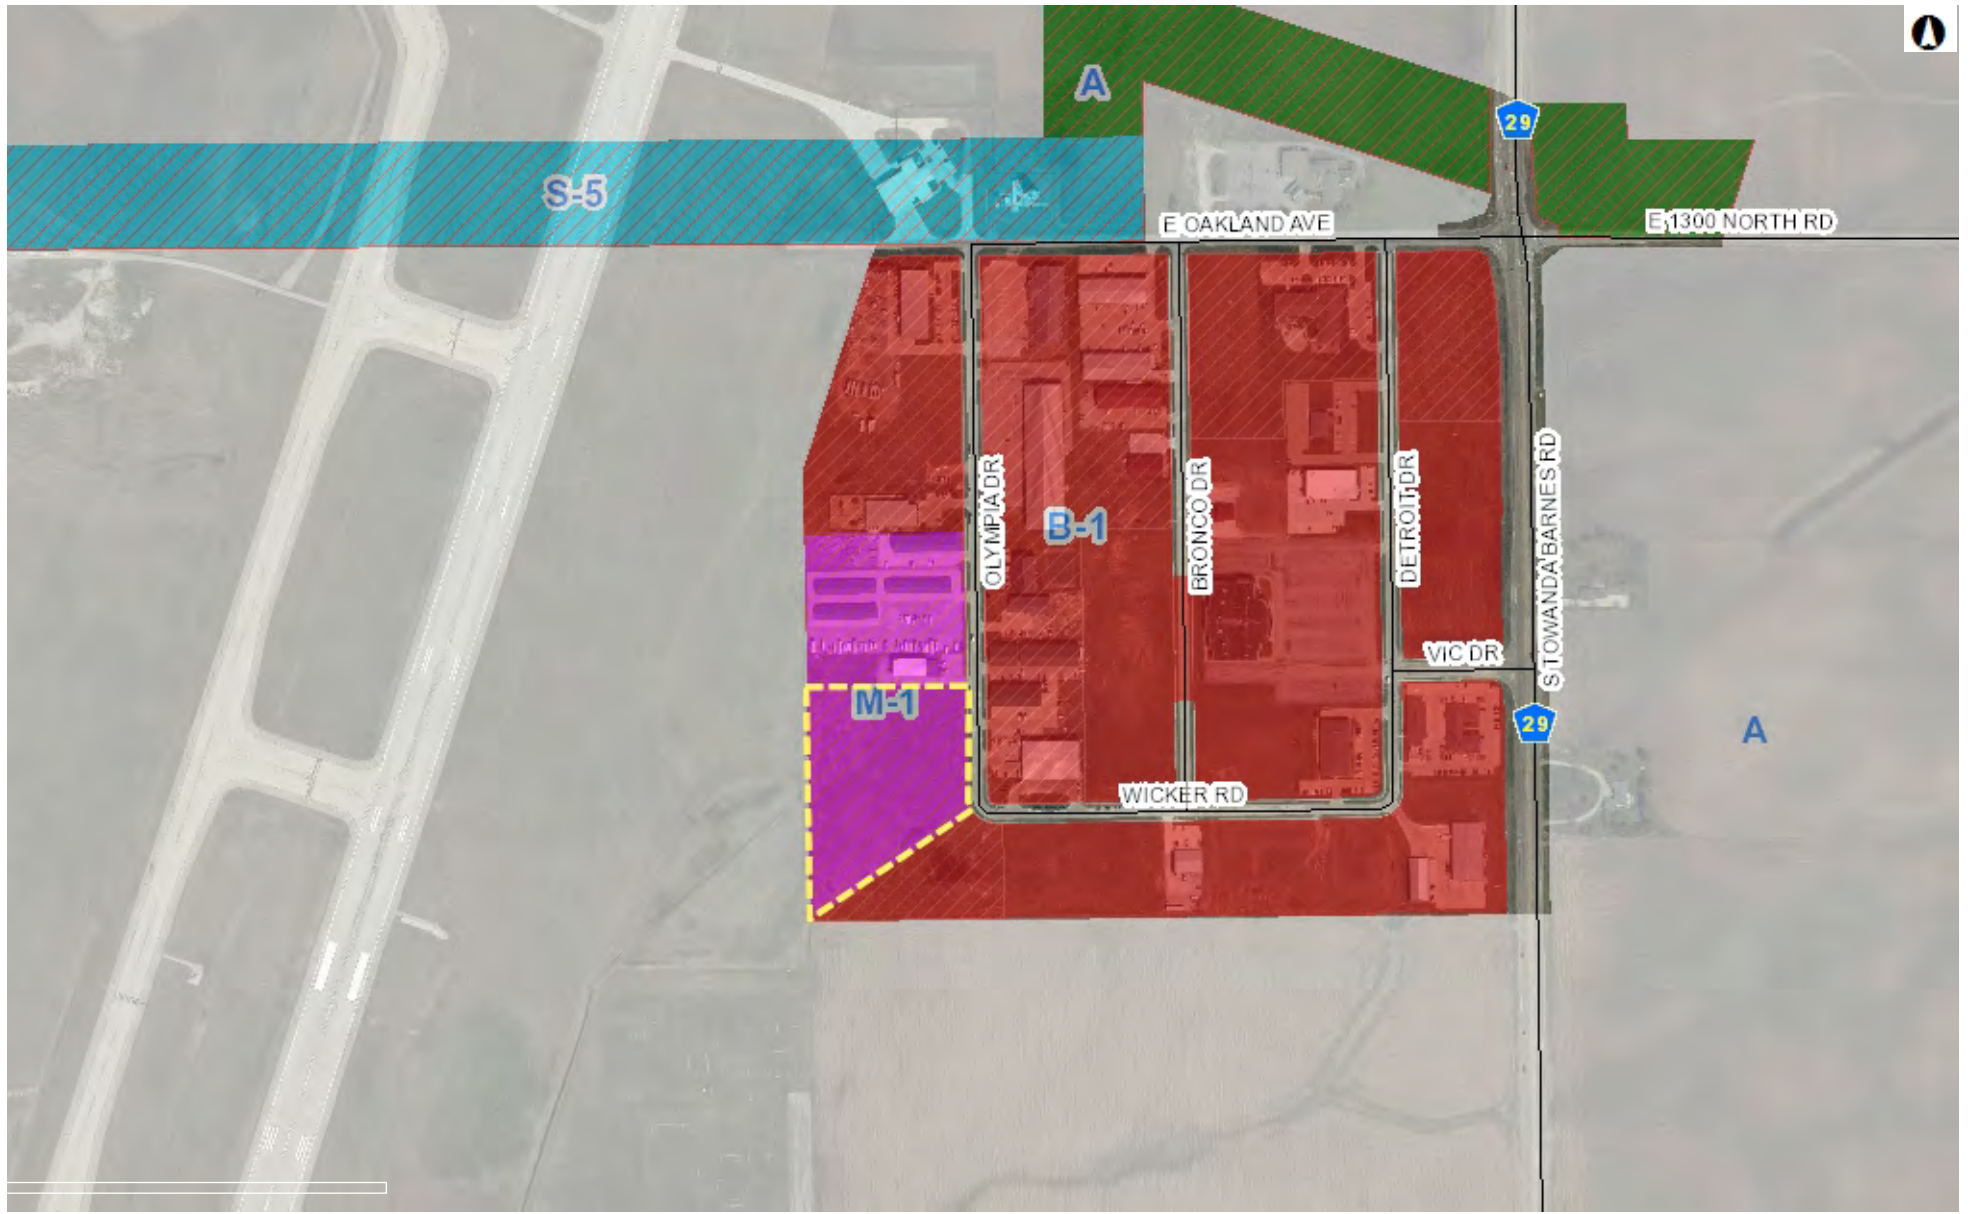 A
29
S-5
E OAKLAND AVE
E 1300 NORTH RD
OLYMPIA DR
B-1
BRONCO DR
DETROIT DR
S TOWANDA BARNES RD
VIC DR
M-1
29
A
WICKER RD